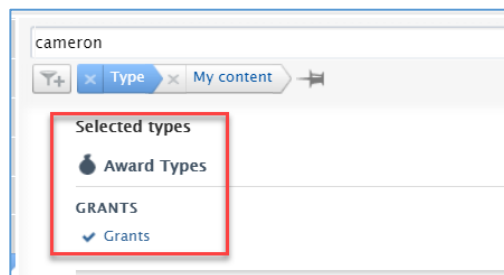 cameron
Type My content
Selected types
Award Types
GRANTS
Grants